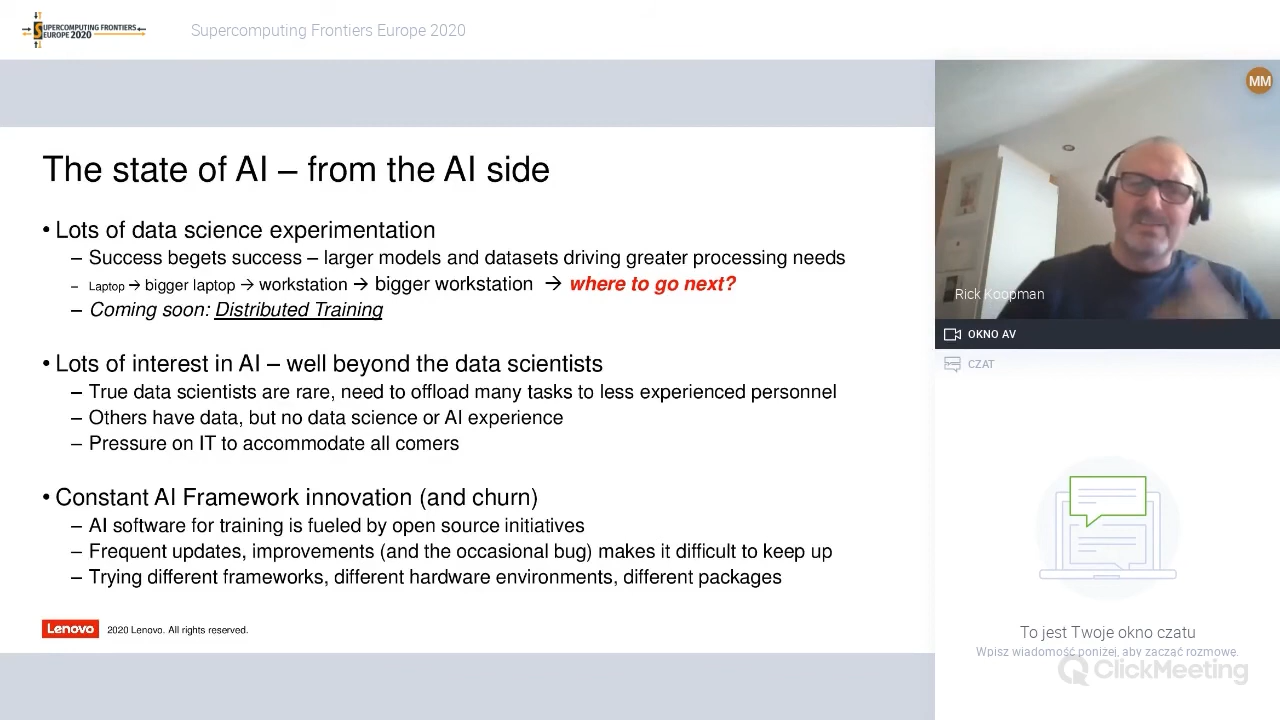 SUPERCOMPUTING FRONTIERS
EUROPE 2020
Supercomputing Frontiers Europe 2020
MM
The state of AI – from the AI side
• Lots of data science experimentation
– Success begets success – larger models and datasets driving greater processing needs
– Laptop → bigger laptop → workstation → bigger workstation → where to go next?
– Coming soon: Distributed Training
• Lots of interest in AI – well beyond the data scientists
– True data scientists are rare, need to offload many tasks to less experienced personnel
– Others have data, but no data science or AI experience
– Pressure on IT to accommodate all comers
• Constant AI Framework innovation (and churn)
– AI software for training is fueled by open source initiatives
– Frequent updates, improvements (and the occasional bug) makes it difficult to keep up
– Trying different frameworks, different hardware environments, different packages
Lenovo 2020 Lenovo. All rights reserved.
Rick Koopman
OKNO AV
CZAT
To jest Twoje okno czatu
Wpisz wiadomość poniżej, aby zacząć rozmowę.
ClickMeeting